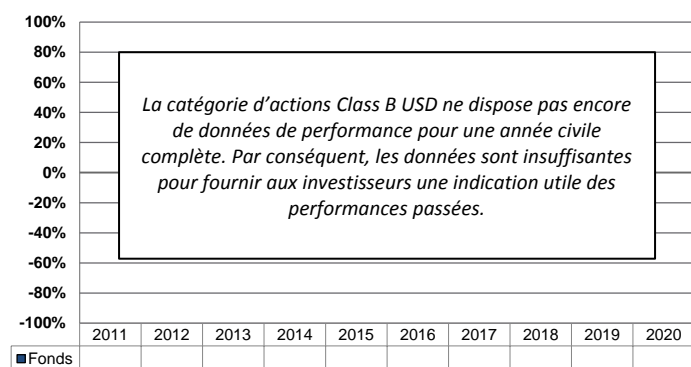 100%
80%
60%
40%
20%
0%
-20%
-40%
-60%
-80%
-100%
La catégorie d'actions Class B USD ne dispose pas encore
de données de performance pour une année civile
complète. Par conséquent, les données sont insuffisantes
pour fournir aux investisseurs une indication utile des
performances passées.
2011 2012 2013 2014 2015 2016 2017 2018 2019 2020
Fonds